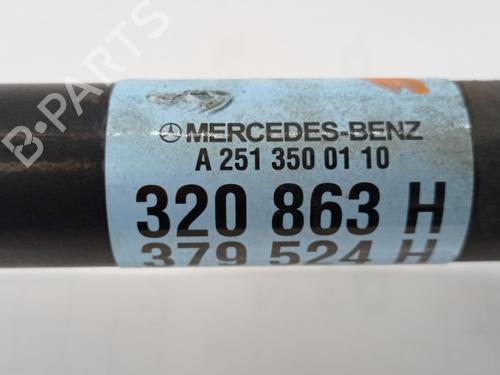 MERCEDES-BENZ
A 251 350 01 10
320 863 H
379 524 H
B-PARTS